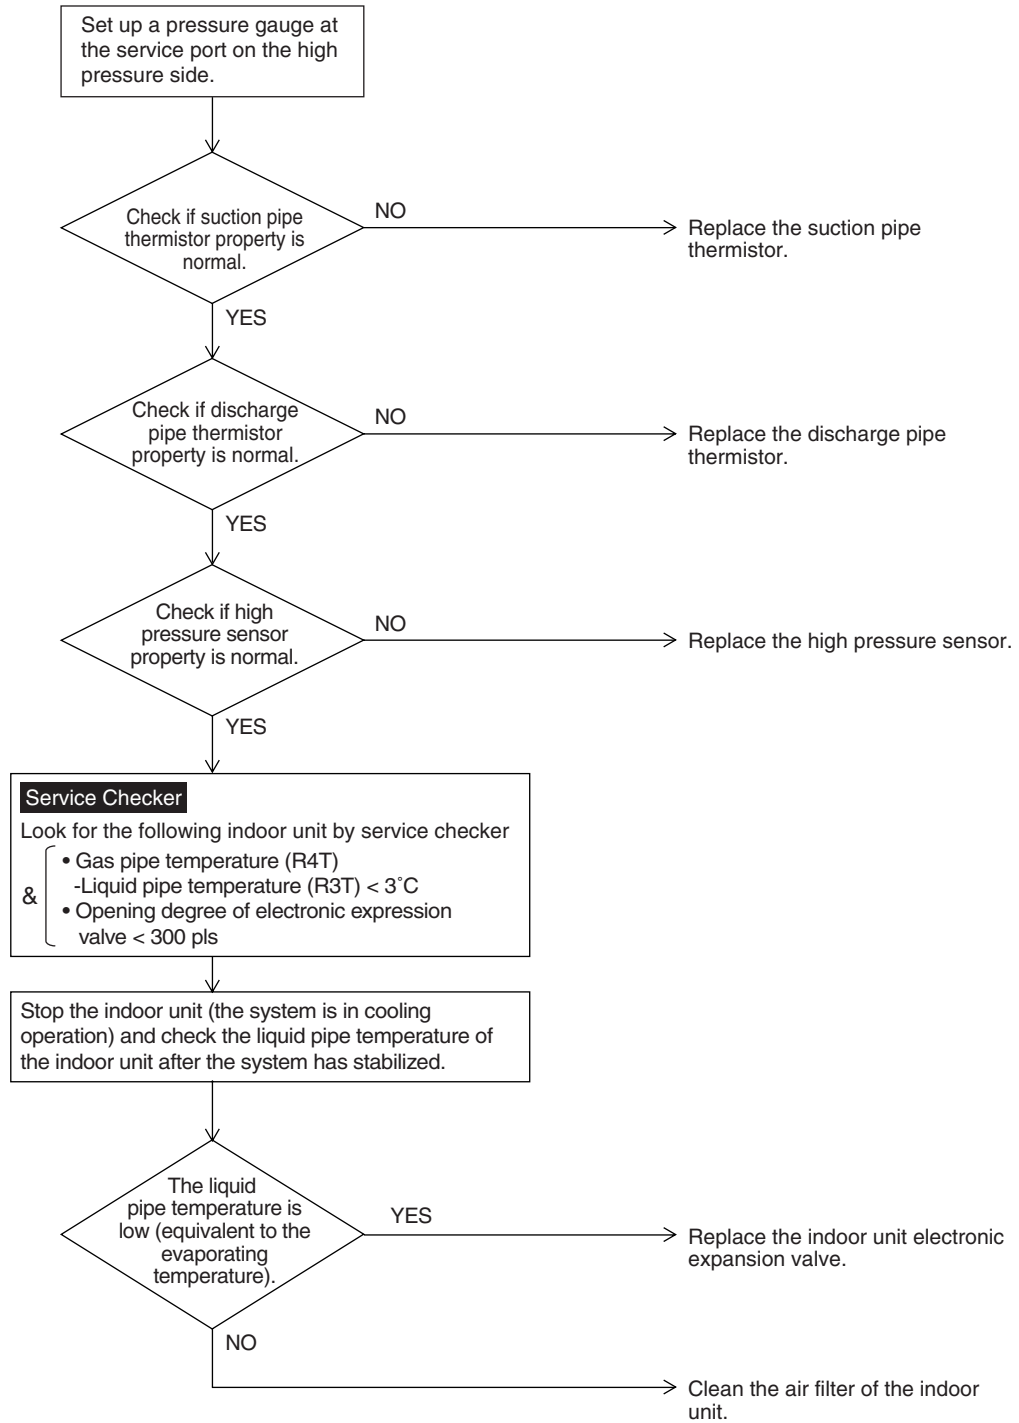 Set up a pressure gauge at
the service port on the high
pressure side.
Check if suction pipe
thermistor property is
normal.
NO
Replace the suction pipe
thermistor.
YES
Check if discharge
pipe thermistor
property is normal.
NO
Replace the discharge pipe
thermistor.
YES
Check if high
pressure sensor
property is normal.
NO
Replace the high pressure sensor.
YES
Service Checker
Look for the following indoor unit by service checker
&
• Gas pipe temperature (R4T)
-Liquid pipe temperature (R3T) < 3˚C
• Opening degree of electronic expression
valve < 300 pls
Stop the indoor unit (the system is in cooling
operation) and check the liquid pipe temperature of
the indoor unit after the system has stabilized.
The liquid
pipe temperature is
low (equivalent to the
evaporating
temperature).
YES
Replace the indoor unit electronic
expansion valve.
NO
Clean the air filter of the indoor
unit.